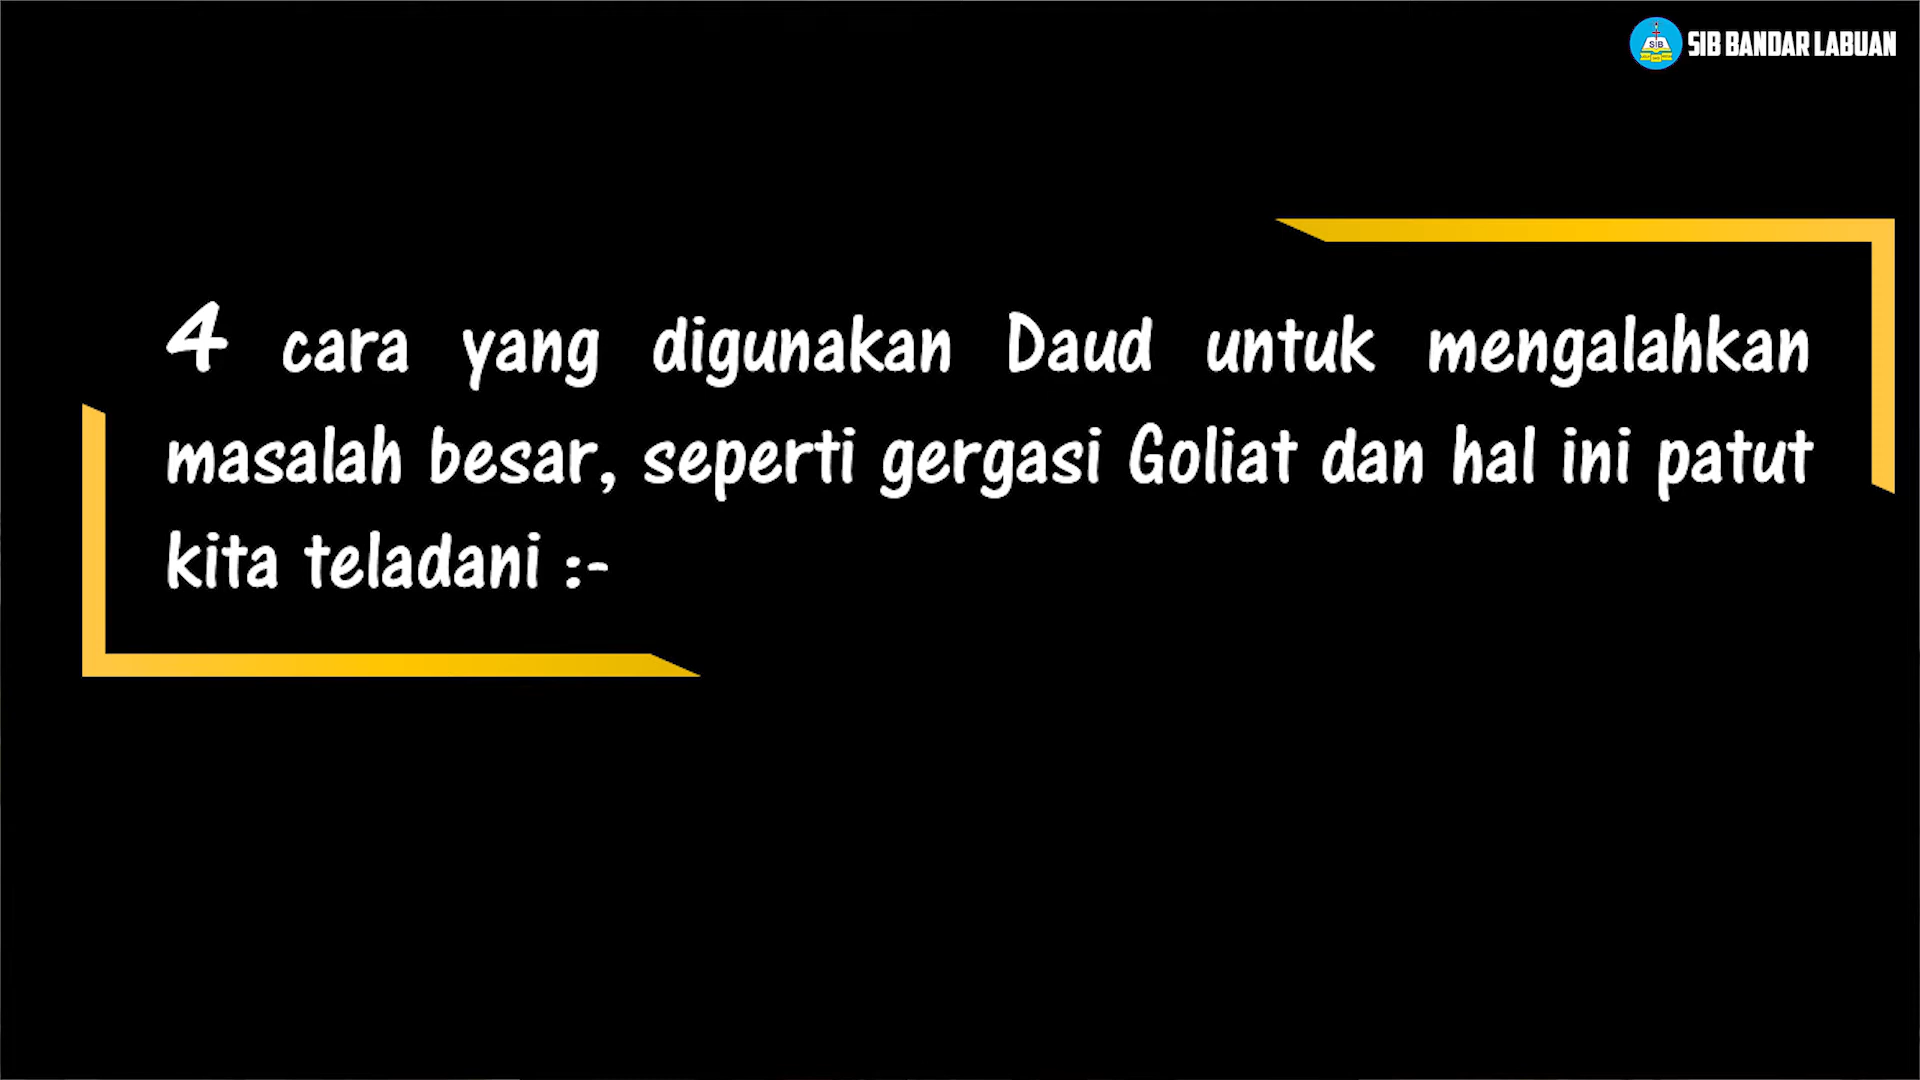 SIB BANDAR LABUAN
SIB
4 cara yang digunakan Daud untuk mengalahkan
masalah besar, seperti gergasi Goliat dan hal ini patut
kita teladani :-